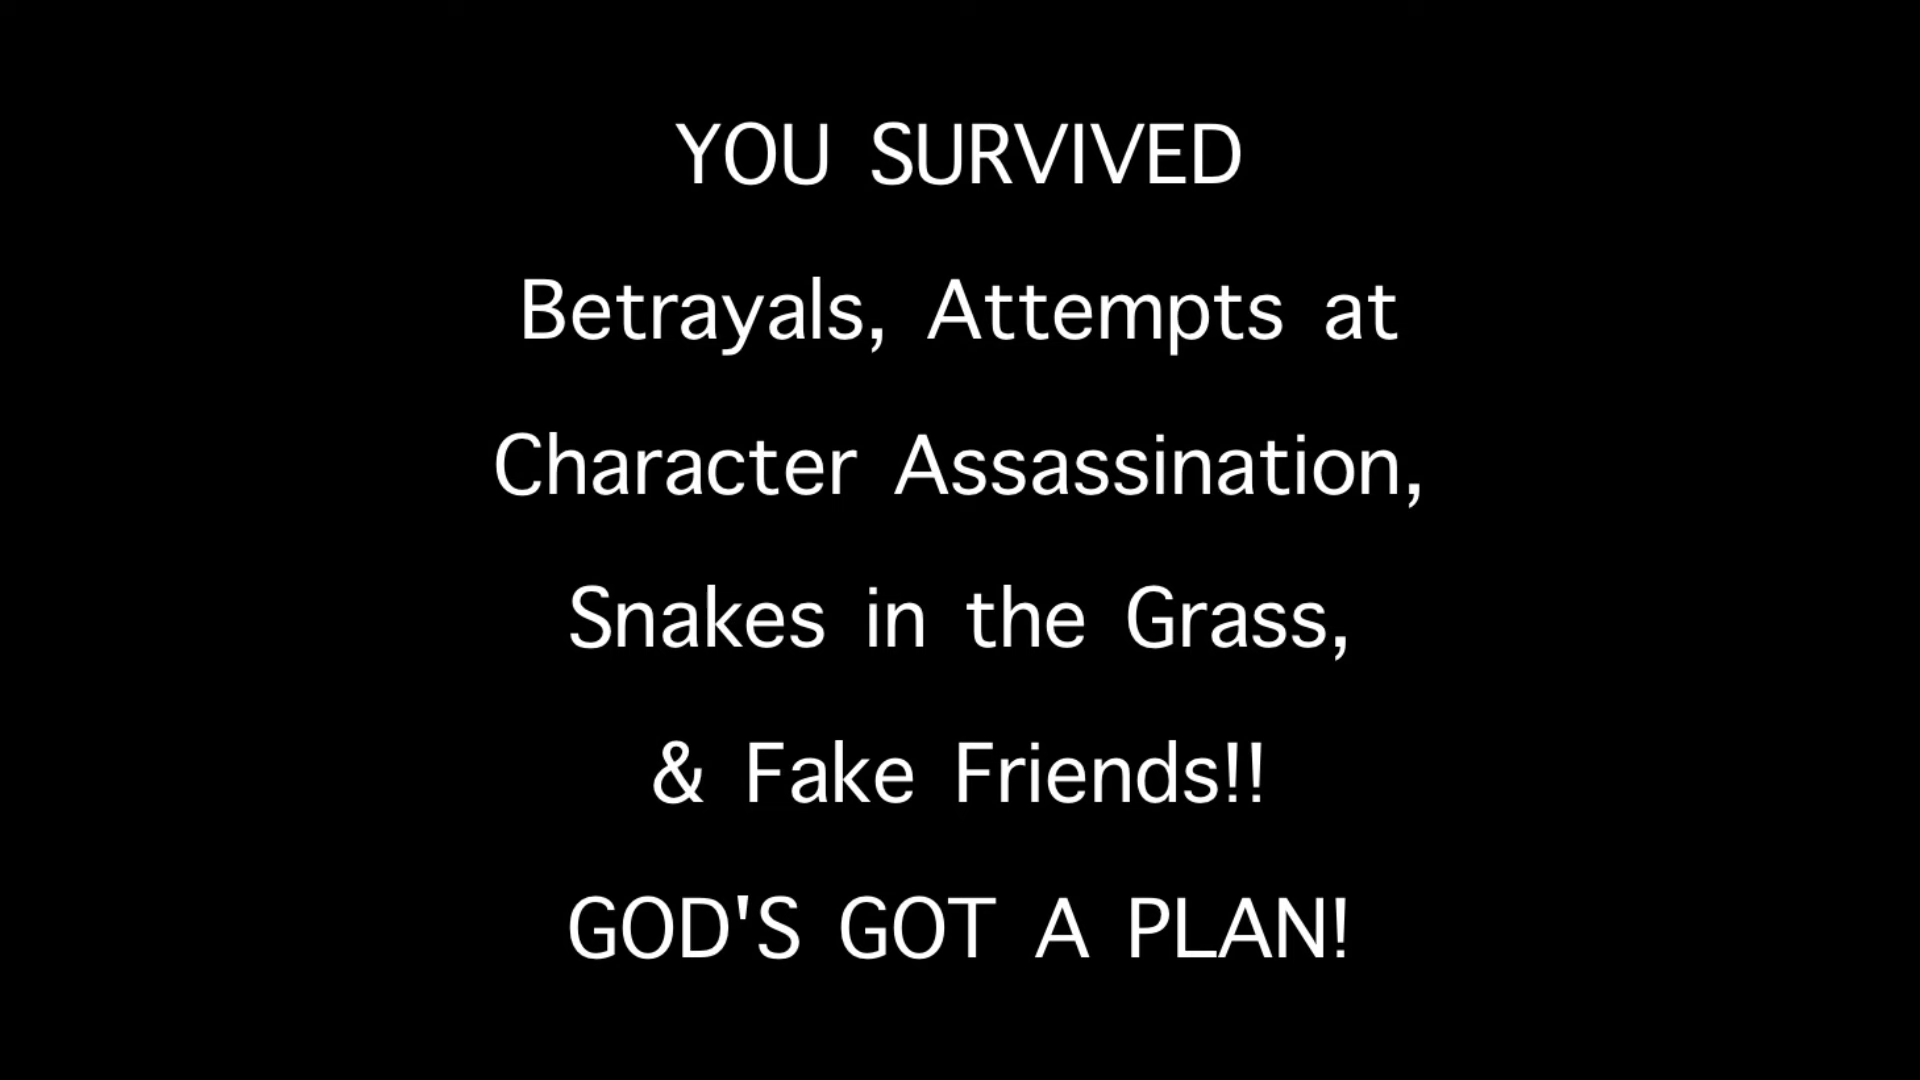 YOU SURVIVED
Betrayals, Attempts at
Character Assassination,
Snakes in the Grass,
& Fake Friends!!
GOD'S GOT A PLAN!